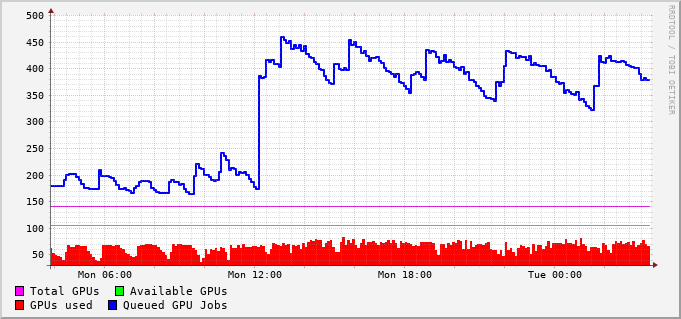 500
450
400
350
300
250
200
150
100
50
Mon 06:00 Mon 12:00 Mon 18:00 Tue 00:00
Total GPUs Available GPUs
GPUs used Queued GPU Jobs
RRDTOOL / TOBI OETIKER